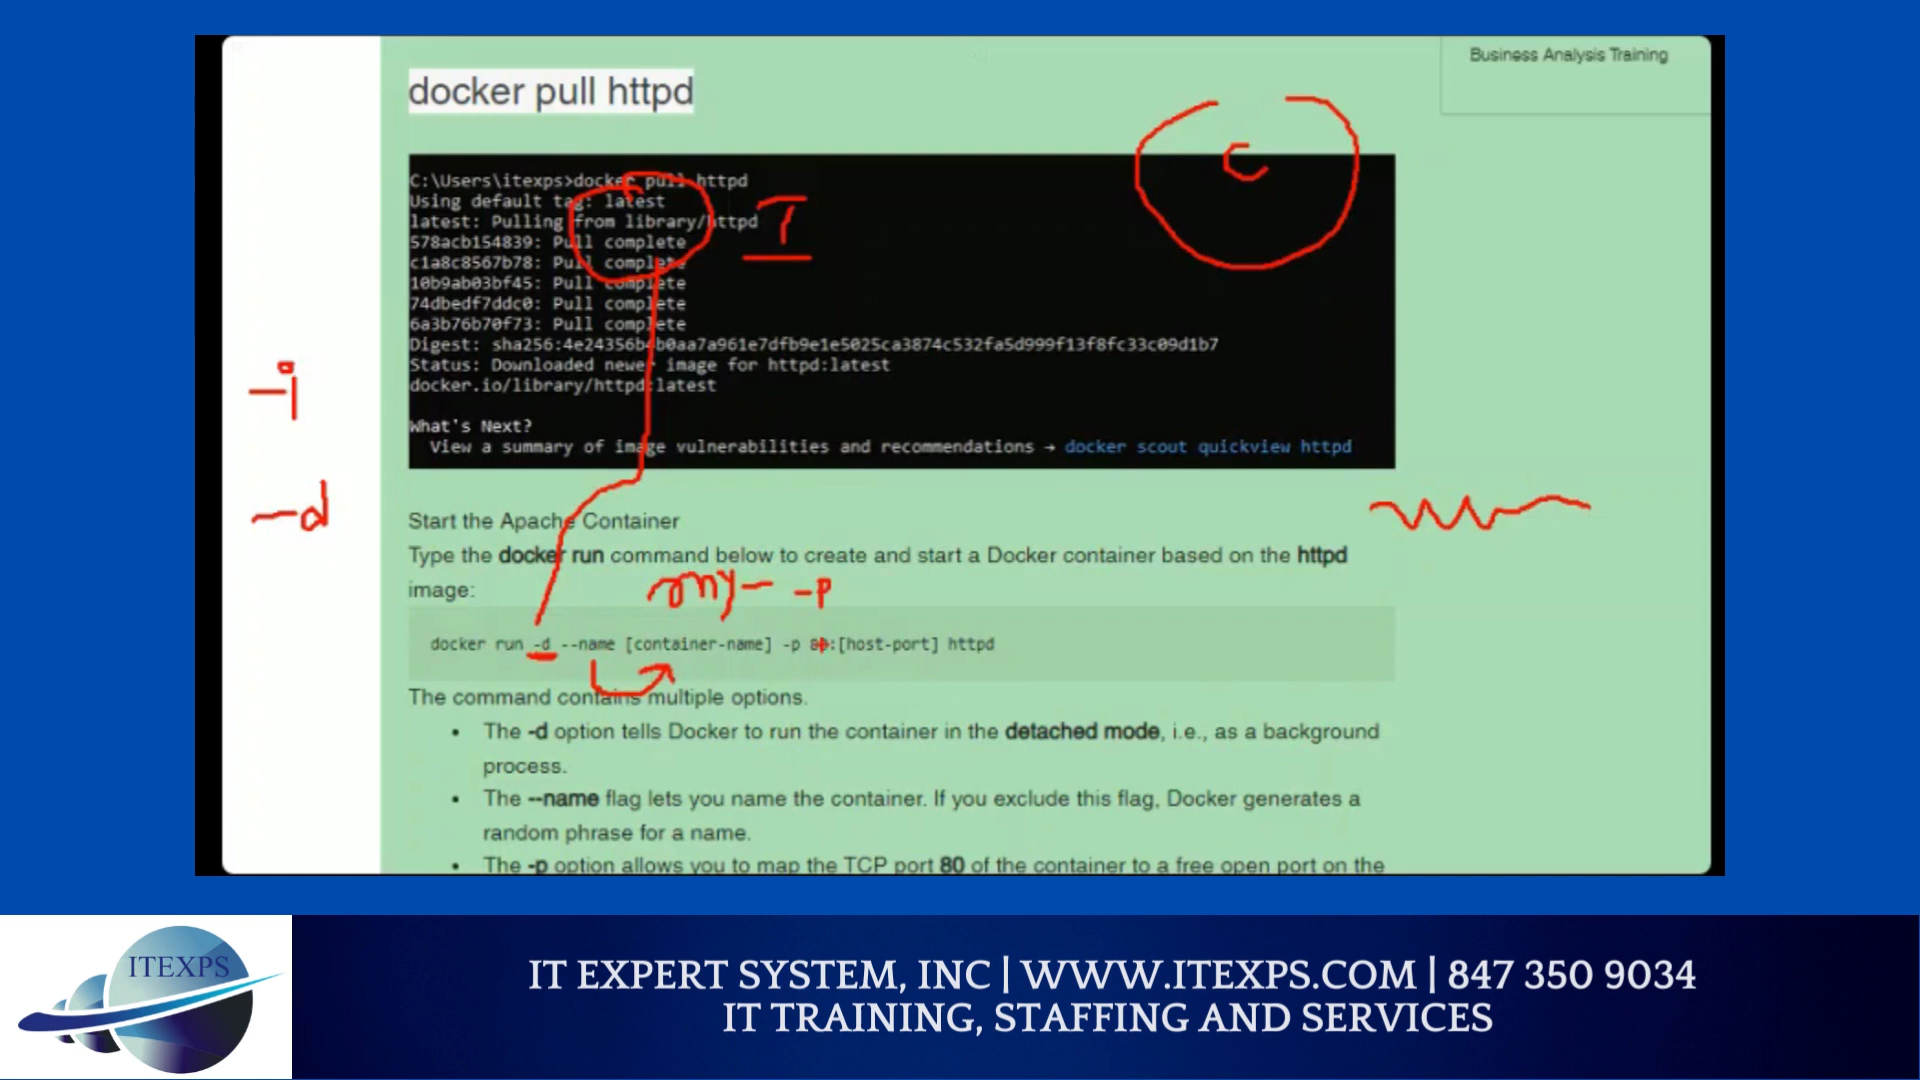 Business Analysis Training
docker pull httpd
C:\Users\itexps>docker pull httpd
Using default tag: latest
latest: Pulling from library/httpd
578acb154839: Pull complete
c1a8c8567b78: Pull complete
10b9ab03bf45: Pull complete
74dbedf7ddc0: Pull complete
6a3b76b70f73: Pull complete
Digest: sha256:4e24356b4b0aa7a961e7dfb9e1e5025ca3874c532fa5d999f13f8fc33c09d1b7
Status: Downloaded newer image for httpd:latest
docker.io/library/httpd:latest
What's Next?
View a summary of image vulnerabilities and recommendations → docker scout quickview httpd
C
I
-i
-d
Start the Apache Container
Type the docker run command below to create and start a Docker container based on the httpd
image:
my- -P
docker run -d --name [container-name] -p 80:[host-port] httpd
The command contains multiple options.
• The -d option tells Docker to run the container in the detached mode, i.e., as a background
process.
• The --name flag lets you name the container. If you exclude this flag, Docker generates a
random phrase for a name.
• The -p option allows you to map the TCP port 80 of the container to a free open port on the
ITEXPS
IT EXPERT SYSTEM, INC | WWW.ITEXPS.COM | 847 350 9034
IT TRAINING, STAFFING AND SERVICES